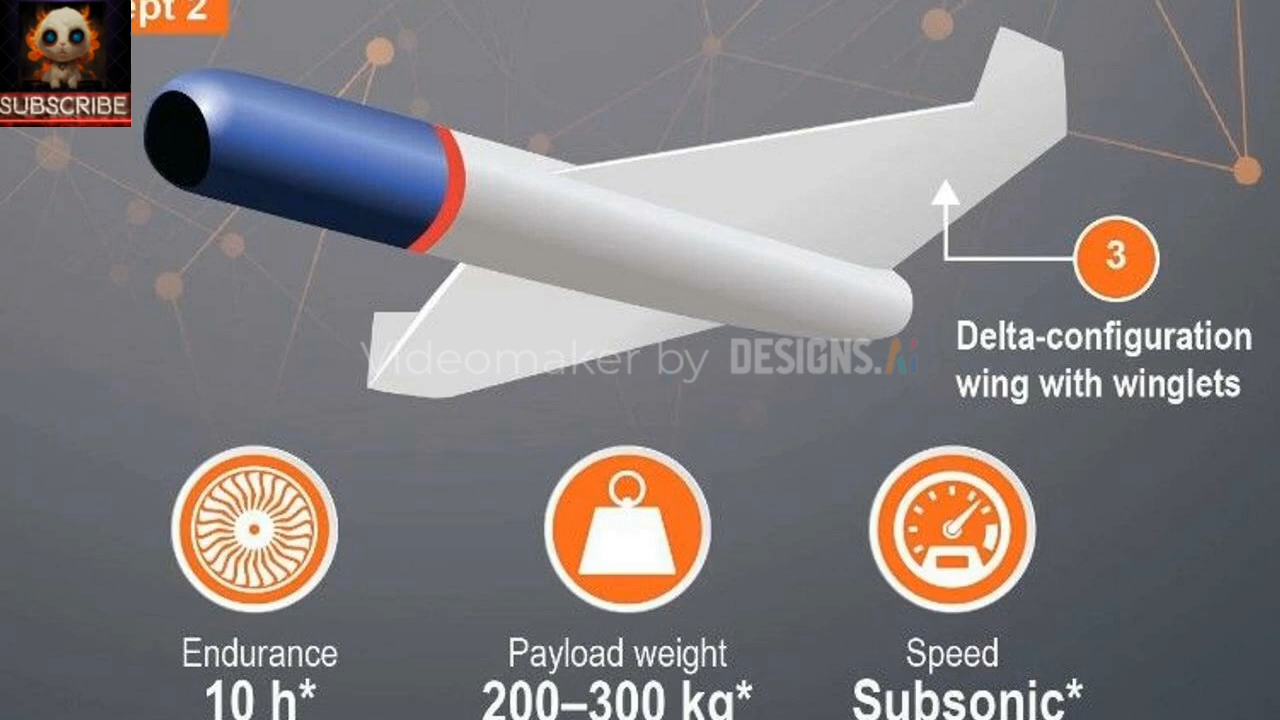 ept 2
SUBSCRIBE
3
Delta-configuration
wing with winglets
Videomaker by DESIGNS.Ai
Endurance
Payload weight
Speed
10 h*
200–300 kg*
Subsonic*